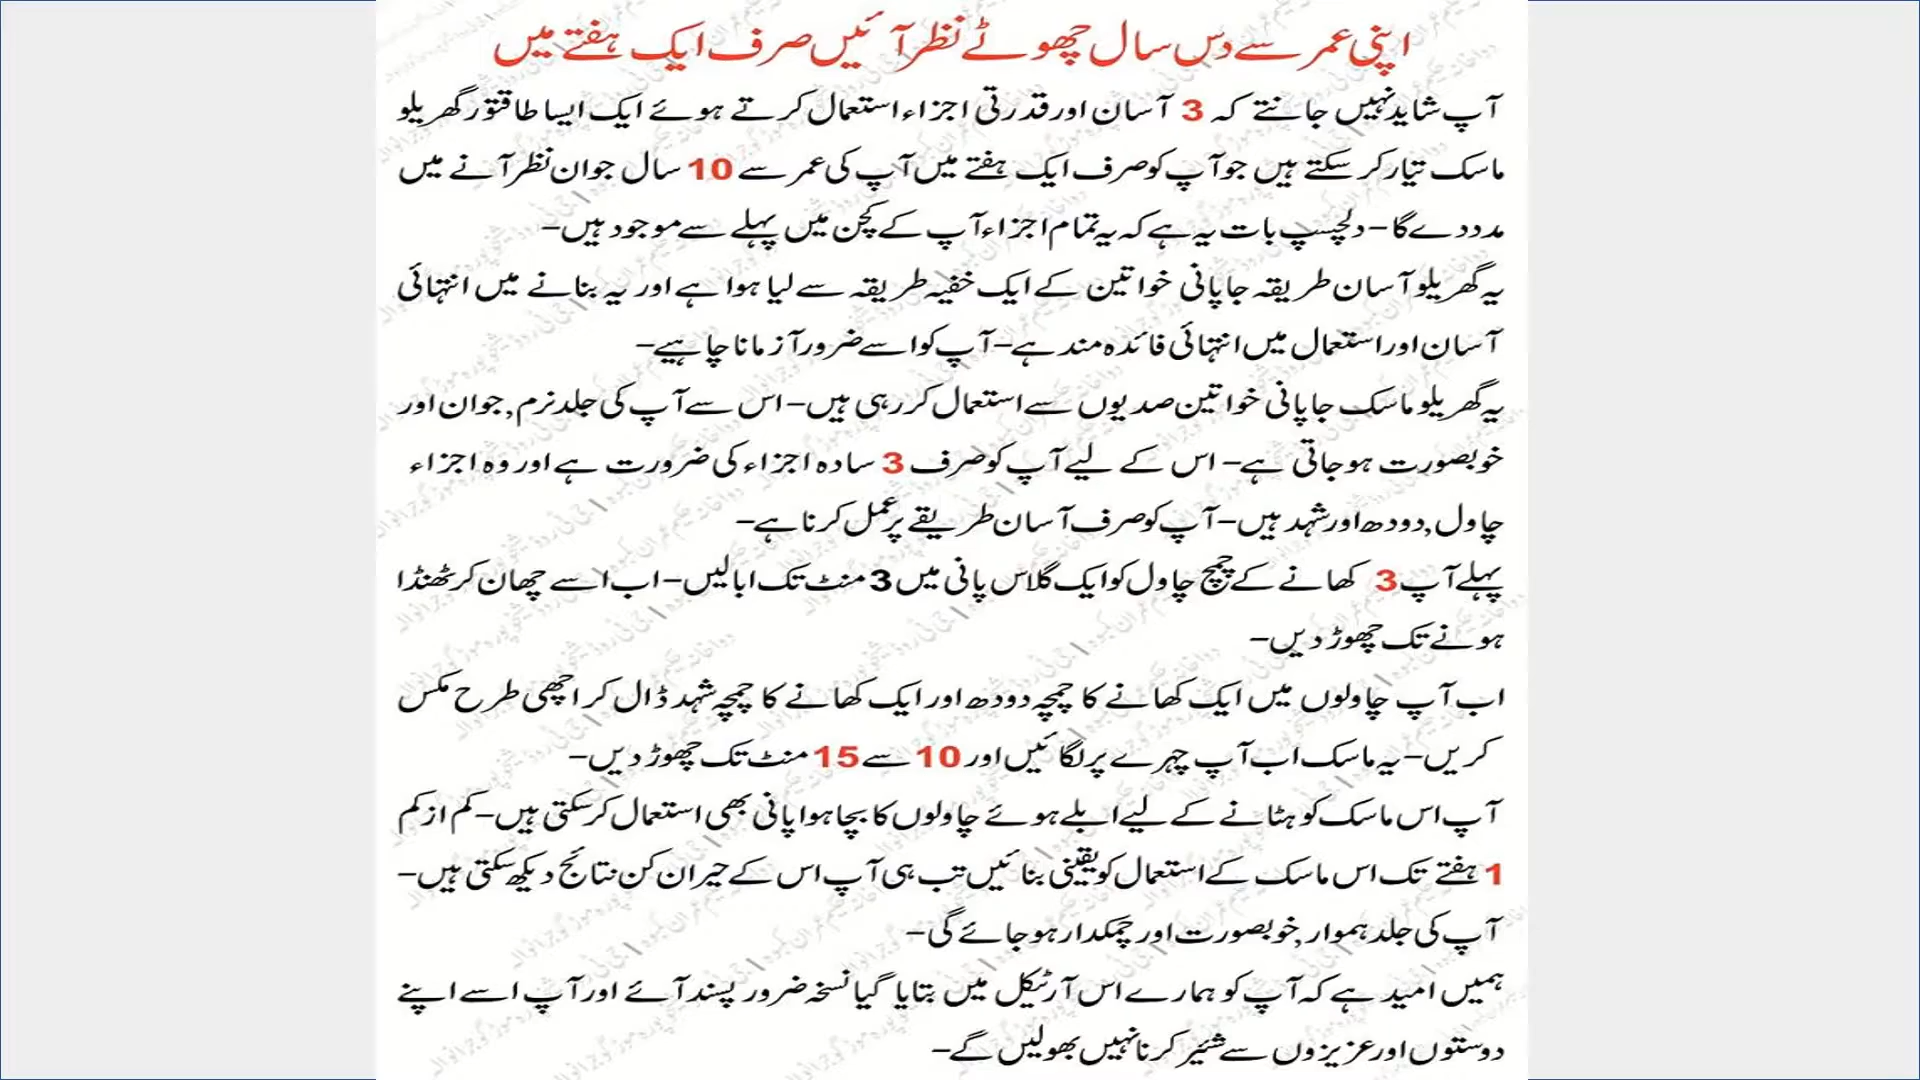 اپنی عمر سے دس سال چھوٹے نظر آئیں صرف ایک ہفتے میں
آپ شاید نہیں جانتے کہ 3 آسان اور قدرتی اجزاء استعمال کرتے ہوئے ایک ایسا طاقتور گھریلو
ماسک تیار کر سکتے ہیں جو آپ کو صرف ایک ہفتے میں آپ کی عمر سے 10 سال جوان نظر آنے میں
مدد دے گا – دلچسپ بات یہ ہے کہ یہ تمام اجزاء آپ کے کچن میں پہلے سے موجود ہیں–
یہ گھریلو آسان طریقہ جاپانی خواتین کے ایک خفیہ طریقہ سے لیا ہوا ہے اور یہ بنانے میں انتہائی
آسان اور استعمال میں انتہائی فائدہ مند ہے– آپ کو اسے ضرور آزمانا چاہیے–
یہ گھریلو ماسک جاپانی خواتین صدیوں سے استعمال کر رہی ہیں– اس سے آپ کی جلد نرم , جوان اور
خوبصورت ہو جاتی ہے– اس کے لیے آپ کو صرف 3 سادہ اجزاء کی ضرورت ہے اور وہ اجزاء
چاول , دودھ اور شہد ہیں– آپ کو صرف آسان طریقے پر عمل کرنا ہے–
پہلے آپ 3 کھانے کے چمچ چاول کو ایک گلاس پانی میں 3 منٹ تک ابالیں– اب اسے چھان کر ٹھنڈا
ہونے تک چھوڑ دیں–
اب آپ چاولوں میں ایک کھانے کا چمچہ دودھ اور ایک کھانے کا چمچہ شہد ڈال کر اچھی طرح مکس
کریں– یہ ماسک اب آپ چہرے پر لگائیں اور 10 سے 15 منٹ تک چھوڑ دیں–
آپ اس ماسک کو ہٹانے کے لیے ابلے ہوئے چاولوں کا بچا ہوا پانی بھی استعمال کر سکتی ہیں– کم از کم
1 ہفتے تک اس ماسک کے استعمال کو یقینی بنائیں تب ہی آپ اس کے حیران کن نتائج دیکھ سکتی ہیں–
آپ کی جلد ہموار , خوبصورت اور چمکدار ہو جائے گی–
ہمیں امید ہے کہ آپ کو ہمارے اس آرٹیکل میں بتایا گیا نسخہ ضرور پسند آئے اور آپ اسے اپنے
دوستوں اور عزیزوں سے شئیر کرنا نہیں بھولیں گے–